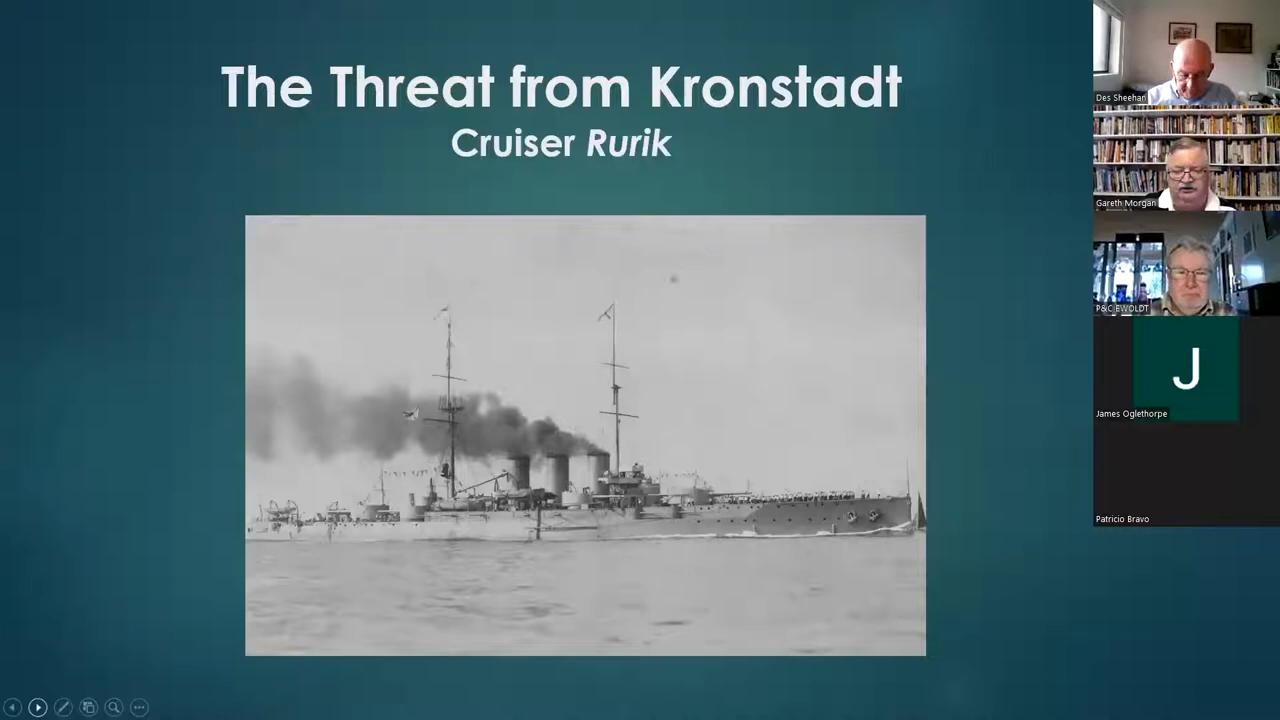 The Threat from Kronstadt
Cruiser Rurik
Des Sheehan
Gareth Morgan
P&C EWOLDT
J
James Oglethorpe
Patricio Bravo